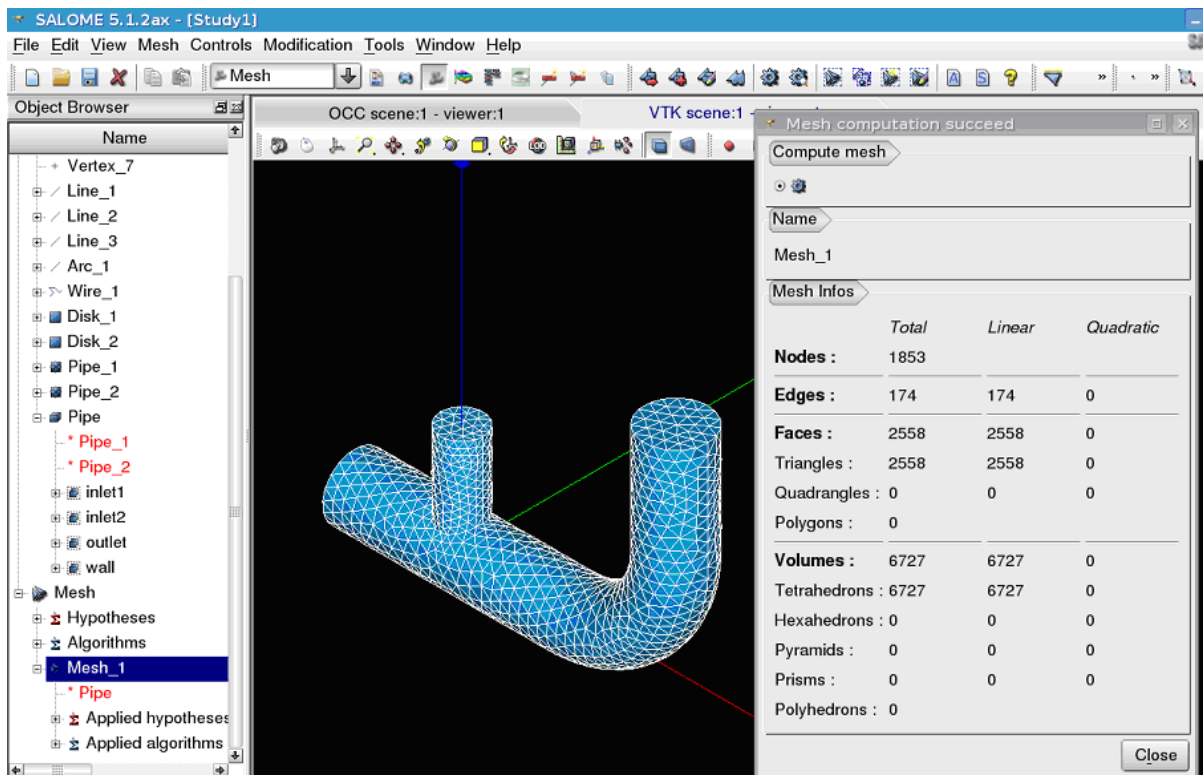 SALOME 5.1.2ax - [Study1]
File Edit View Mesh Controls Modification Tools Window Help
Mesh
A S ? » »
Object Browser
OCC scene:1 - viewer:1
VTK scene:1 -
Name
Vertex_7
Line_1
Line_2
Line_3
Arc_1
Wire_1
Disk_1
Disk_2
Pipe_1
Pipe_2
Pipe
* Pipe_1
* Pipe_2
inlet1
inlet2
outlet
wall
Mesh
Hypotheses
Algorithms
Mesh_1
* Pipe
Applied hypotheses
Applied algorithms
Mesh computation succeed
Compute mesh
Name
Mesh_1
Mesh Infos
Total Linear Quadratic
Nodes : 1853
Edges : 174 174 0
Faces : 2558 2558 0
Triangles : 2558 2558 0
Quadrangles : 0 0 0
Polygons : 0
Volumes : 6727 6727 0
Tetrahedrons : 6727 6727 0
Hexahedrons : 0 0 0
Pyramids : 0 0 0
Prisms : 0 0 0
Polyhedrons : 0
Close